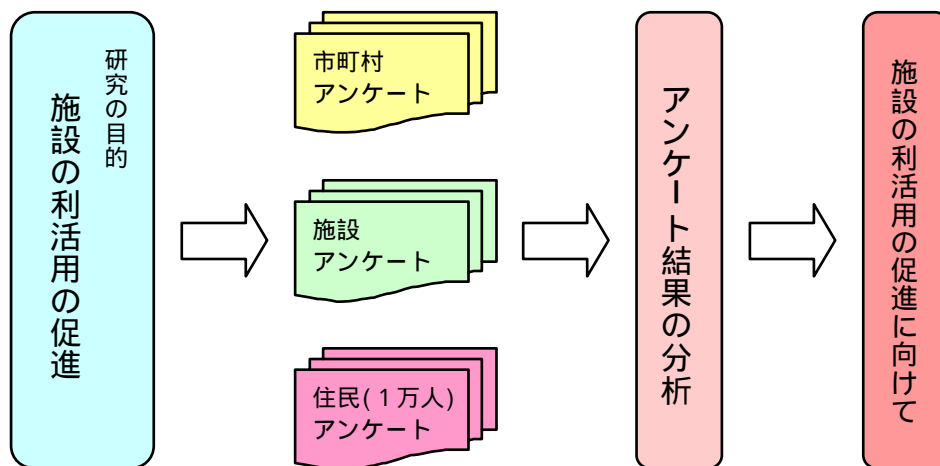 研究の目的
施設の利活用の促進
市町村
アンケート
施設
アンケート
住民(１万人)
アンケート
アンケート結果の分析
施設の利活用の促進に向けて